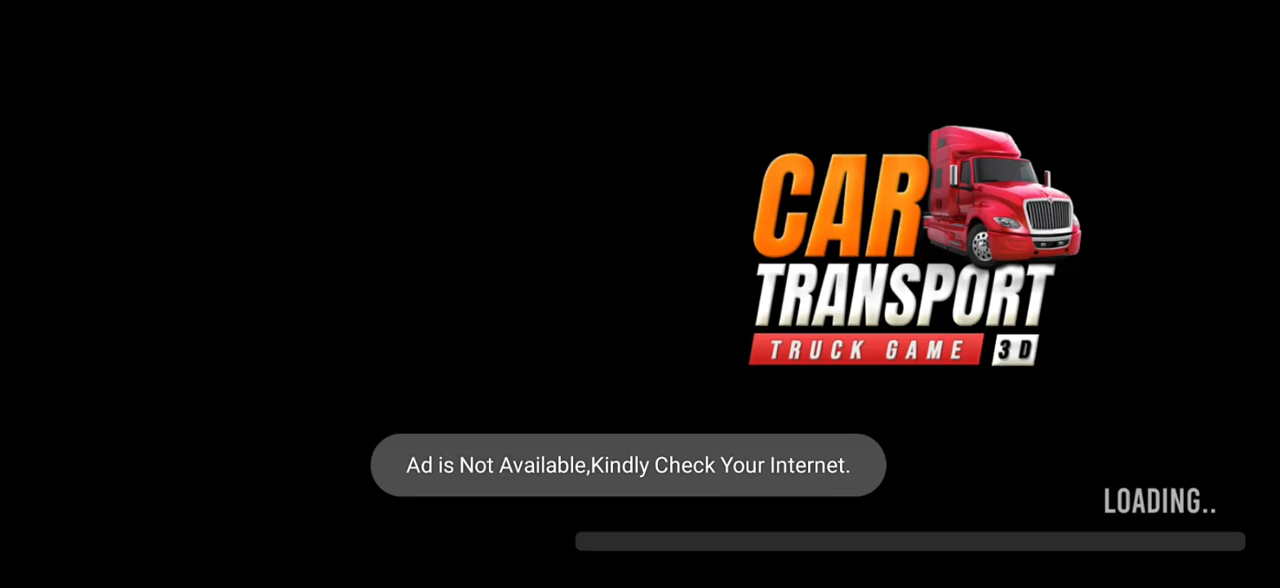 CAR
TRANSPORT
TRUCK GAME 3D
Ad is Not Available,Kindly Check Your Internet.
LOADING..